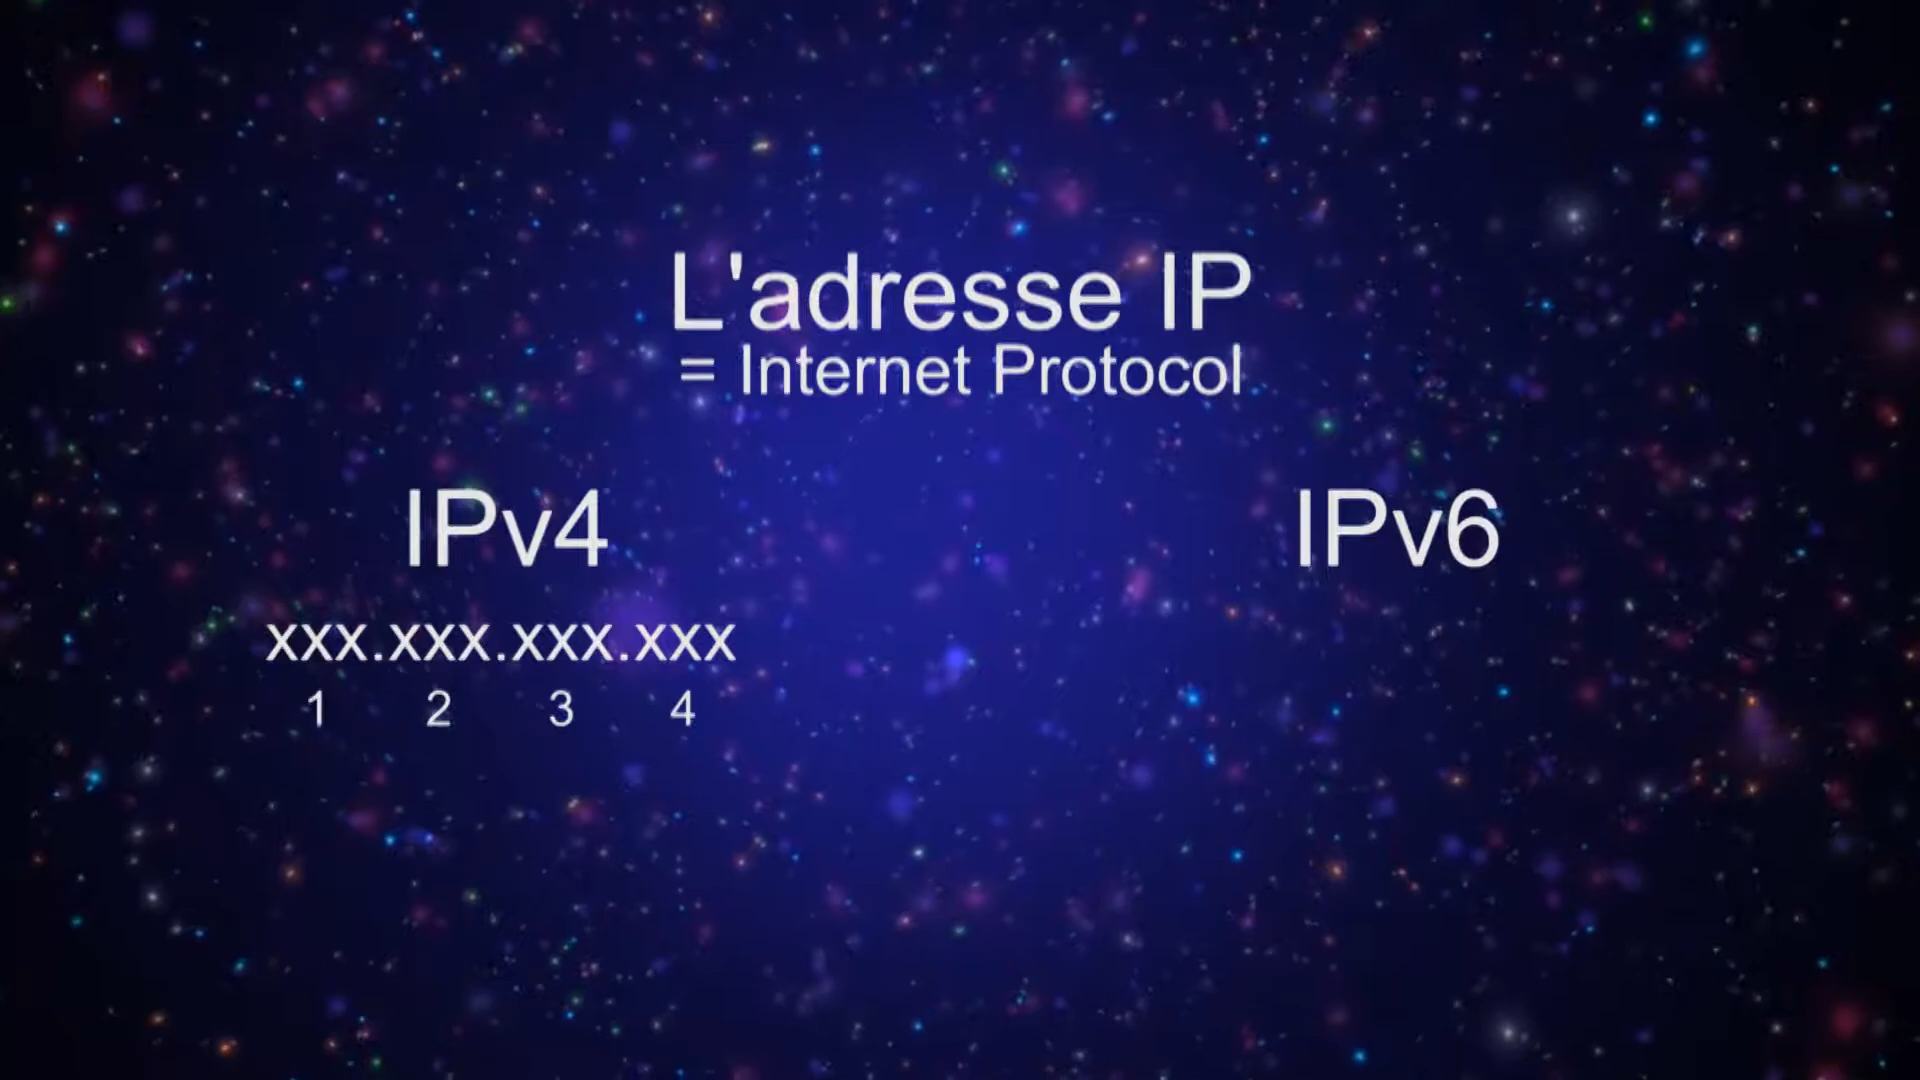 L'adresse IP
= Internet Protocol
IPv4
IPv6
xxx.xxx.xxx.xxx
1 2 3 4